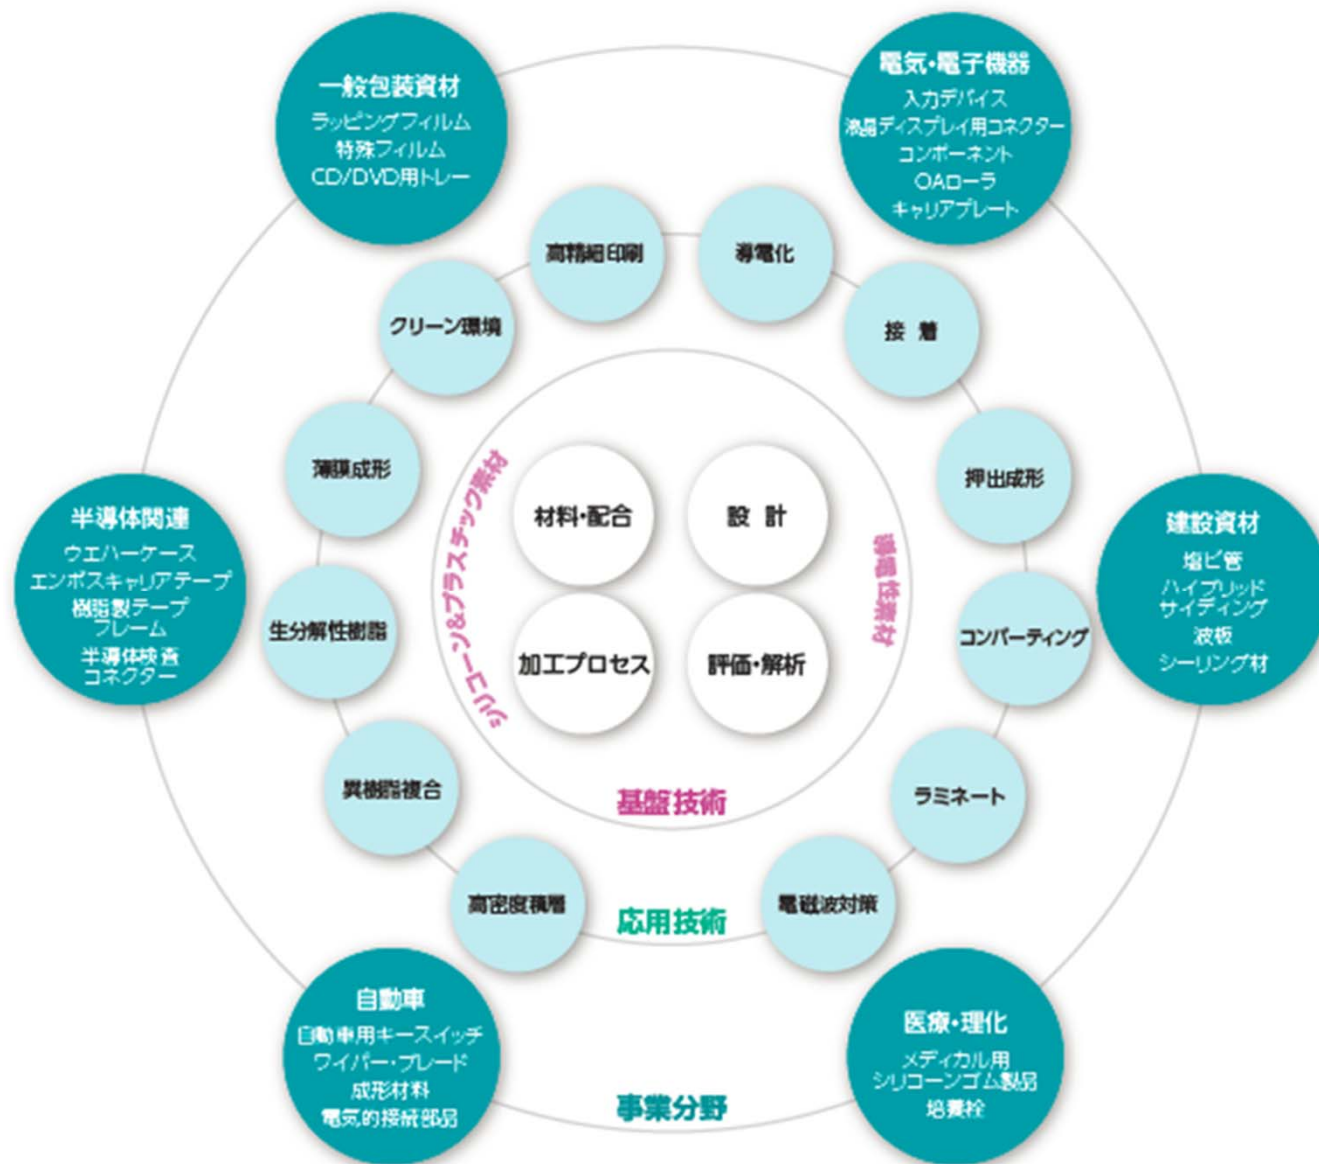 一般包装資材
ラッピングフィルム
特殊フィルム
CD/DVD用トレー
電気・電子機器
入力デバイス
液晶ディスプレイ用コネクター
コンポーネント
OAローラ
キャリアプレート
高精細印刷
導電化
クリーン環境
接着
薄膜成形
押出成形
半導体関連
ウエハーケース
エンボスキャリアテープ
樹脂製テープ
フレーム
半導体検査
コネクター
建設資材
塩ビ管
ハイブリッド
サイディング
波板
シーリング材
シリコーン&プラスチック素材
材料・配合
設計
導電性素材
生分解性樹脂
加工プロセス
評価・解析
コンバーティング
異樹脂複合
基盤技術
ラミネート
高密度積層
応用技術
電磁波対策
自動車
自動車用キースイッチ
ワイパー・ブレード
成形材料
電気的接続部品
事業分野
医療・理化
メディカル用
シリコーンゴム製品
培養栓